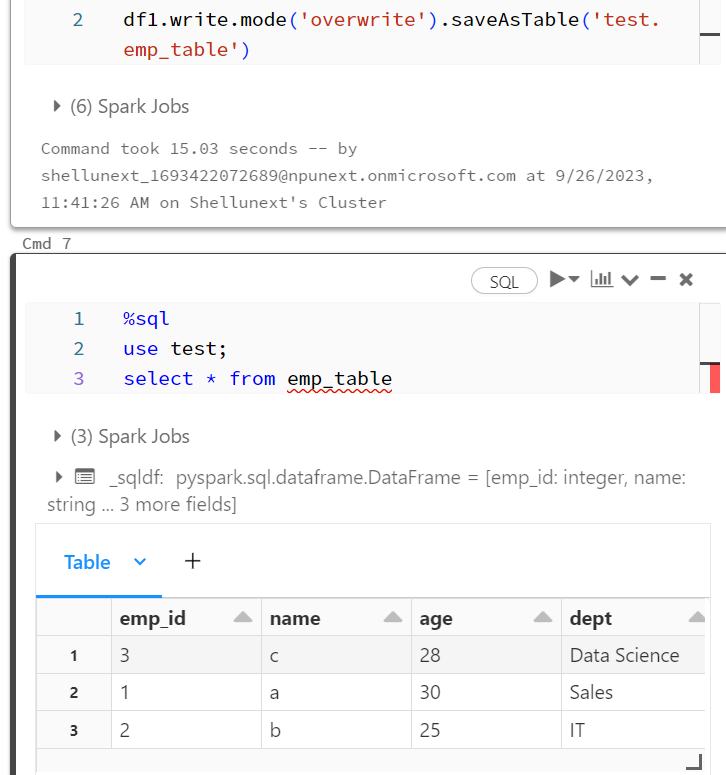 2 df1.write.mode('overwrite').saveAsTable('test.
emp_table')
(6) Spark Jobs
Command took 15.03 seconds -- by
shellunext_1693422072689@npunext.onmicrosoft.com at 9/26/2023,
11:41:26 AM on Shellunext's Cluster
Cmd 7
SQL
1 %sql
2 use test;
3 select * from emp_table
(3) Spark Jobs
_sqldf: pyspark.sql.dataframe.DataFrame = [emp_id: integer, name:
string ... 3 more fields]
Table +
emp_id name age dept
1 3 c 28 Data Science
2 1 a 30 Sales
3 2 b 25 IT